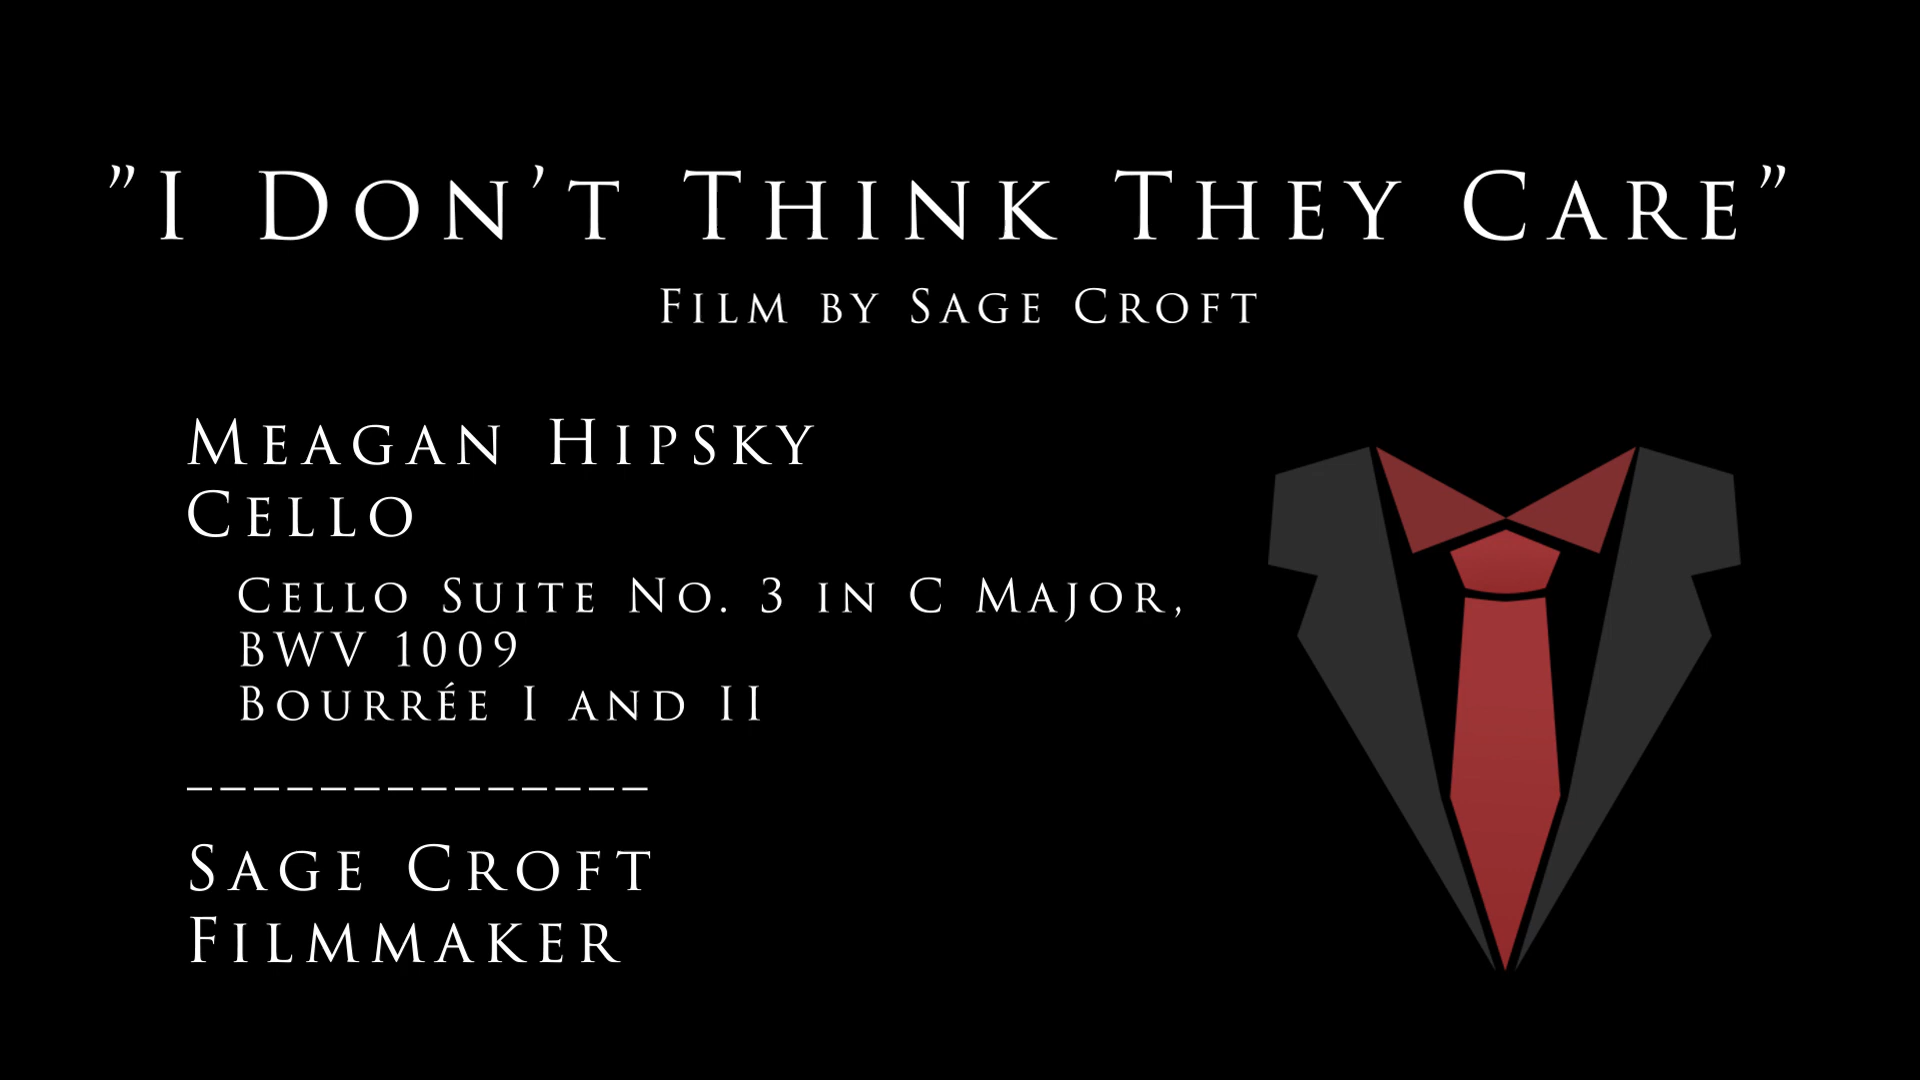 ”I Don’t Think They Care”
Film by Sage Croft
Meagan Hipsky
Cello
Cello Suite No. 3 in C Major,
BWV 1009
Bourrée I and II
––––––––––––––
Sage Croft
Filmmaker